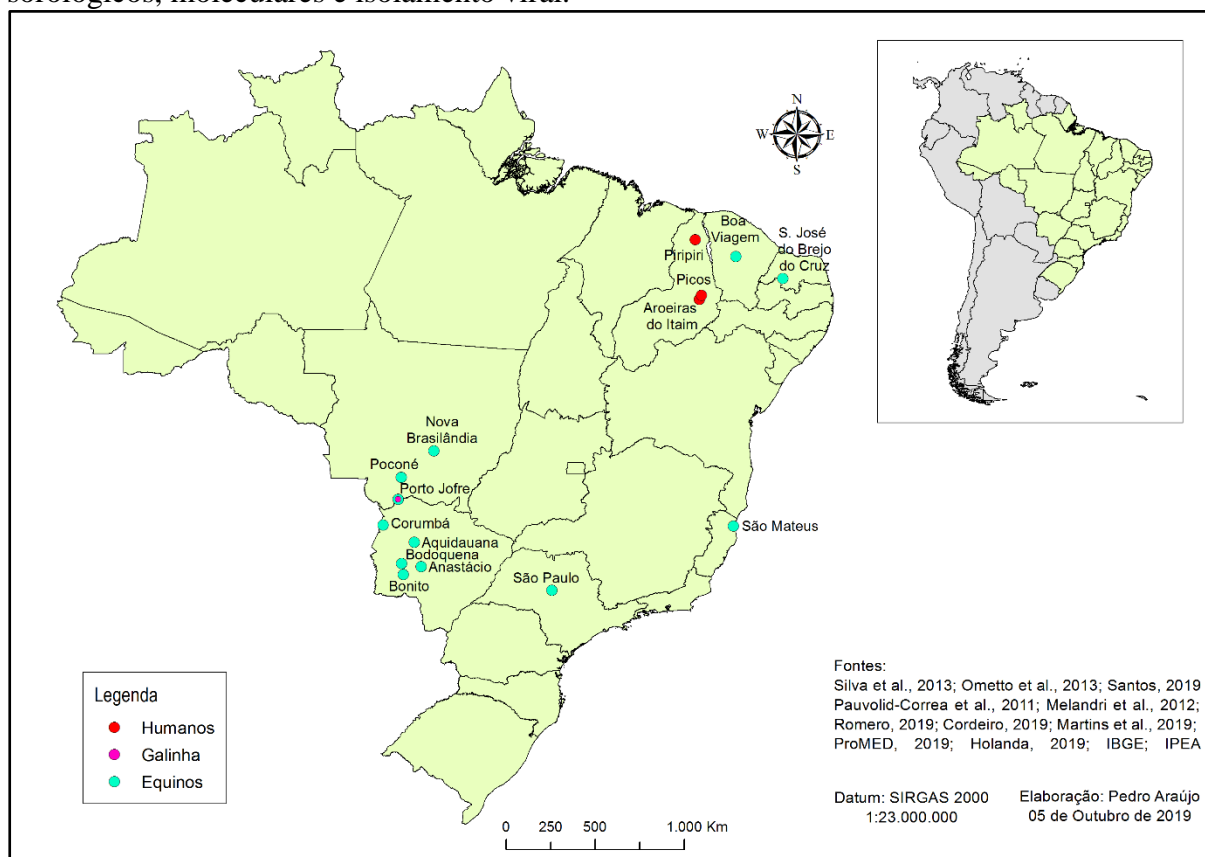 sorológicos, moleculares e isolamento viral.
N
W
E
S
Boa
Viagem
S. José
do Brejo
do Cruz
Piripiri
Picos
Aroeiras
do Itaim
Nova
Brasilândia
Poconé
Porto Jofre
Corumbá
Aquidauana
Bodoquena
Anastácio
Bonito
São Paulo
São Mateus
Legenda
Humanos
Galinha
Equinos
0 250 500 1.000 Km
Fontes:
Silva et al., 2013; Ometto et al., 2013; Santos, 2019
Pauvolid-Correa et al., 2011; Melandri et al., 2012;
Romero, 2019; Cordeiro, 2019; Martins et al., 2019;
ProMED, 2019; Holanda, 2019; IBGE; IPEA
Datum: SIRGAS 2000
1:23.000.000
Elaboração: Pedro Araújo
05 de Outubro de 2019